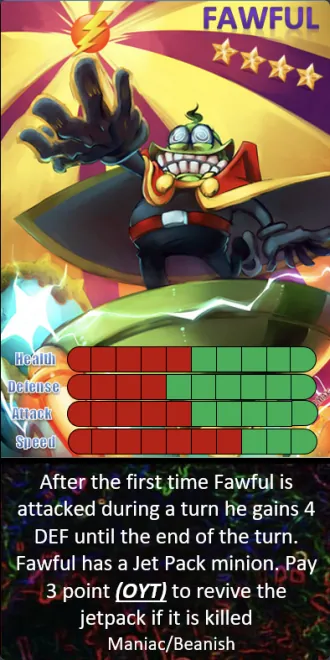 FAWFUL
Health
Defense
Attack
Speed
After the first time Fawful is
attacked during a turn he gains 4
DEF until the end of the turn.
Fawful has a Jet Pack minion. Pay
3 point (OYT) to revive the
jetpack if it is killed
Maniac/Beanish